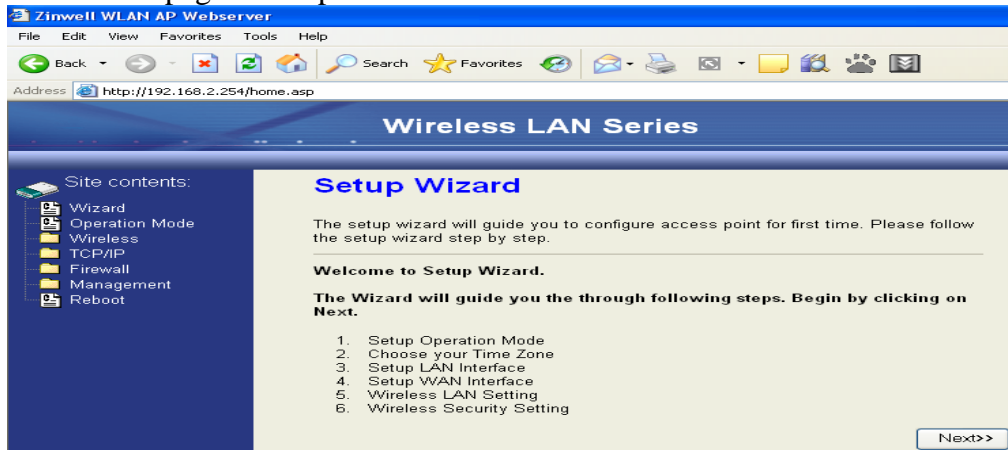 Zinwell WLAN AP Webserver
File Edit View Favorites Tools Help
Back Search Favorites
Address http://192.168.2.254/home.asp
Wireless LAN Series
Site contents:
Wizard
Operation Mode
Wireless
TCP/IP
Firewall
Management
Reboot
Setup Wizard
The setup wizard will guide you to configure access point for first time. Please follow
the setup wizard step by step.
Welcome to Setup Wizard.
The Wizard will guide you the through following steps. Begin by clicking on
Next.
1. Setup Operation Mode
2. Choose your Time Zone
3. Setup LAN Interface
4. Setup WAN Interface
5. Wireless LAN Setting
6. Wireless Security Setting
Next>>